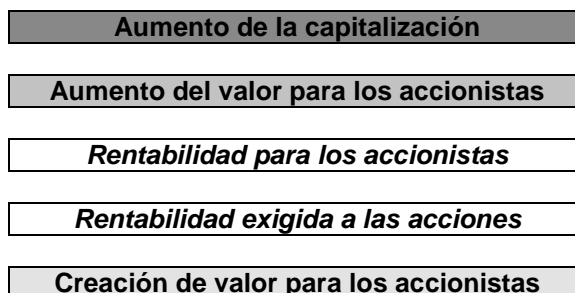 Aumento de la capitalización
Aumento del valor para los accionistas
Rentabilidad para los accionistas
Rentabilidad exigida a las acciones
Creación de valor para los accionistas